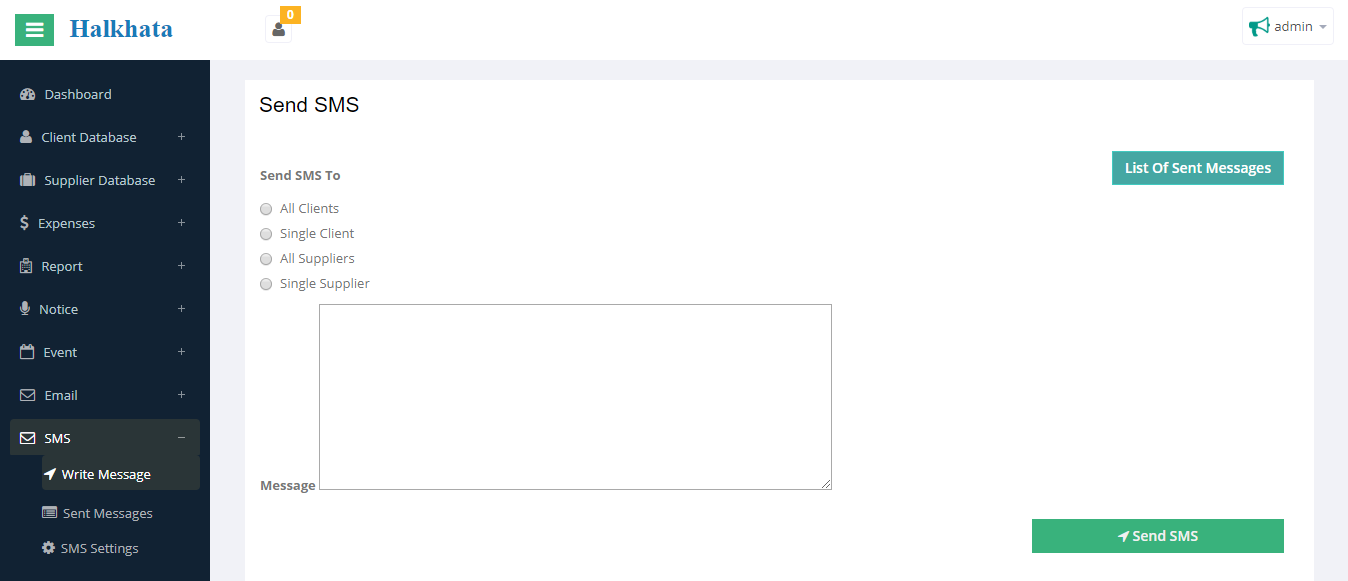 Halkhata
0
admin
Dashboard
Client Database +
Supplier Database +
Expenses +
Report +
Notice +
Event +
Email +
SMS −
Write Message
Sent Messages
SMS Settings
Send SMS
List Of Sent Messages
Send SMS To
All Clients
Single Client
All Suppliers
Single Supplier
Message
Send SMS